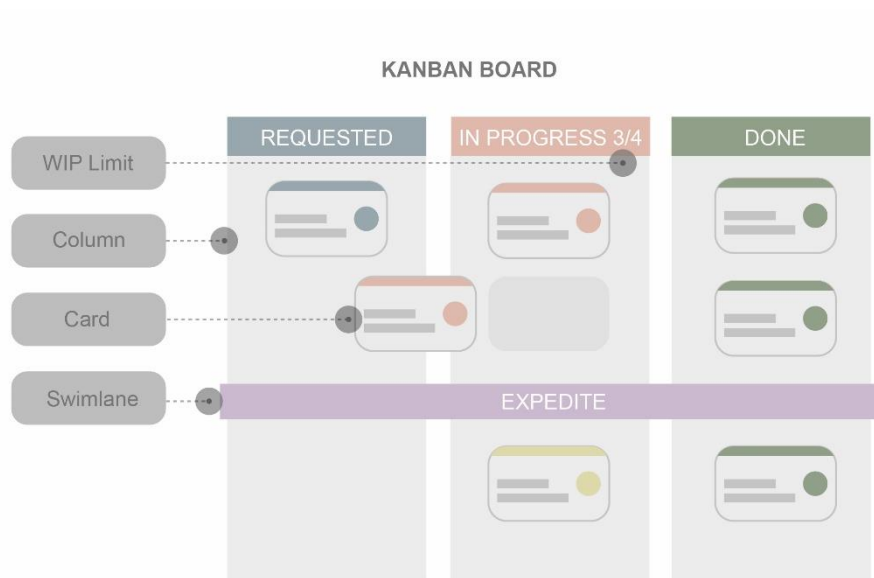 KANBAN BOARD
REQUESTED
IN PROGRESS 3/4
DONE
WIP Limit
Column
Card
Swimlane
EXPEDITE